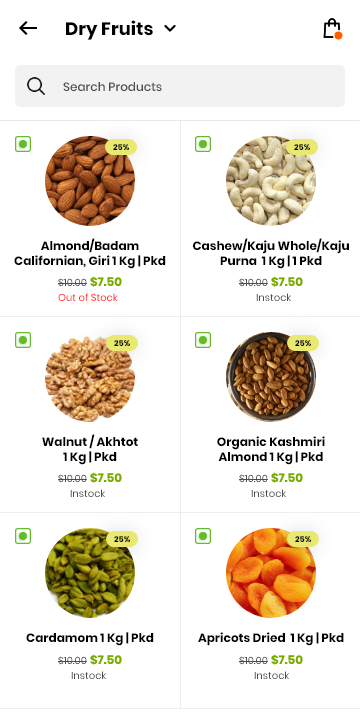 Dry Fruits
Search Products
25%
25%
Almond/Badam
Californian, Giri 1 Kg | Pkd
$10.00 $7.50
Out of Stock
Cashew/Kaju Whole/Kaju
Purna 1 Kg | 1 Pkd
$10.00 $7.50
Instock
25%
25%
Walnut / Akhtot
1 Kg | Pkd
$10.00 $7.50
Instock
Organic Kashmiri
Almond 1 Kg | Pkd
$10.00 $7.50
Instock
25%
25%
Cardamom 1 Kg | Pkd
$10.00 $7.50
Instock
Apricots Dried 1 Kg | Pkd
$10.00 $7.50
Instock